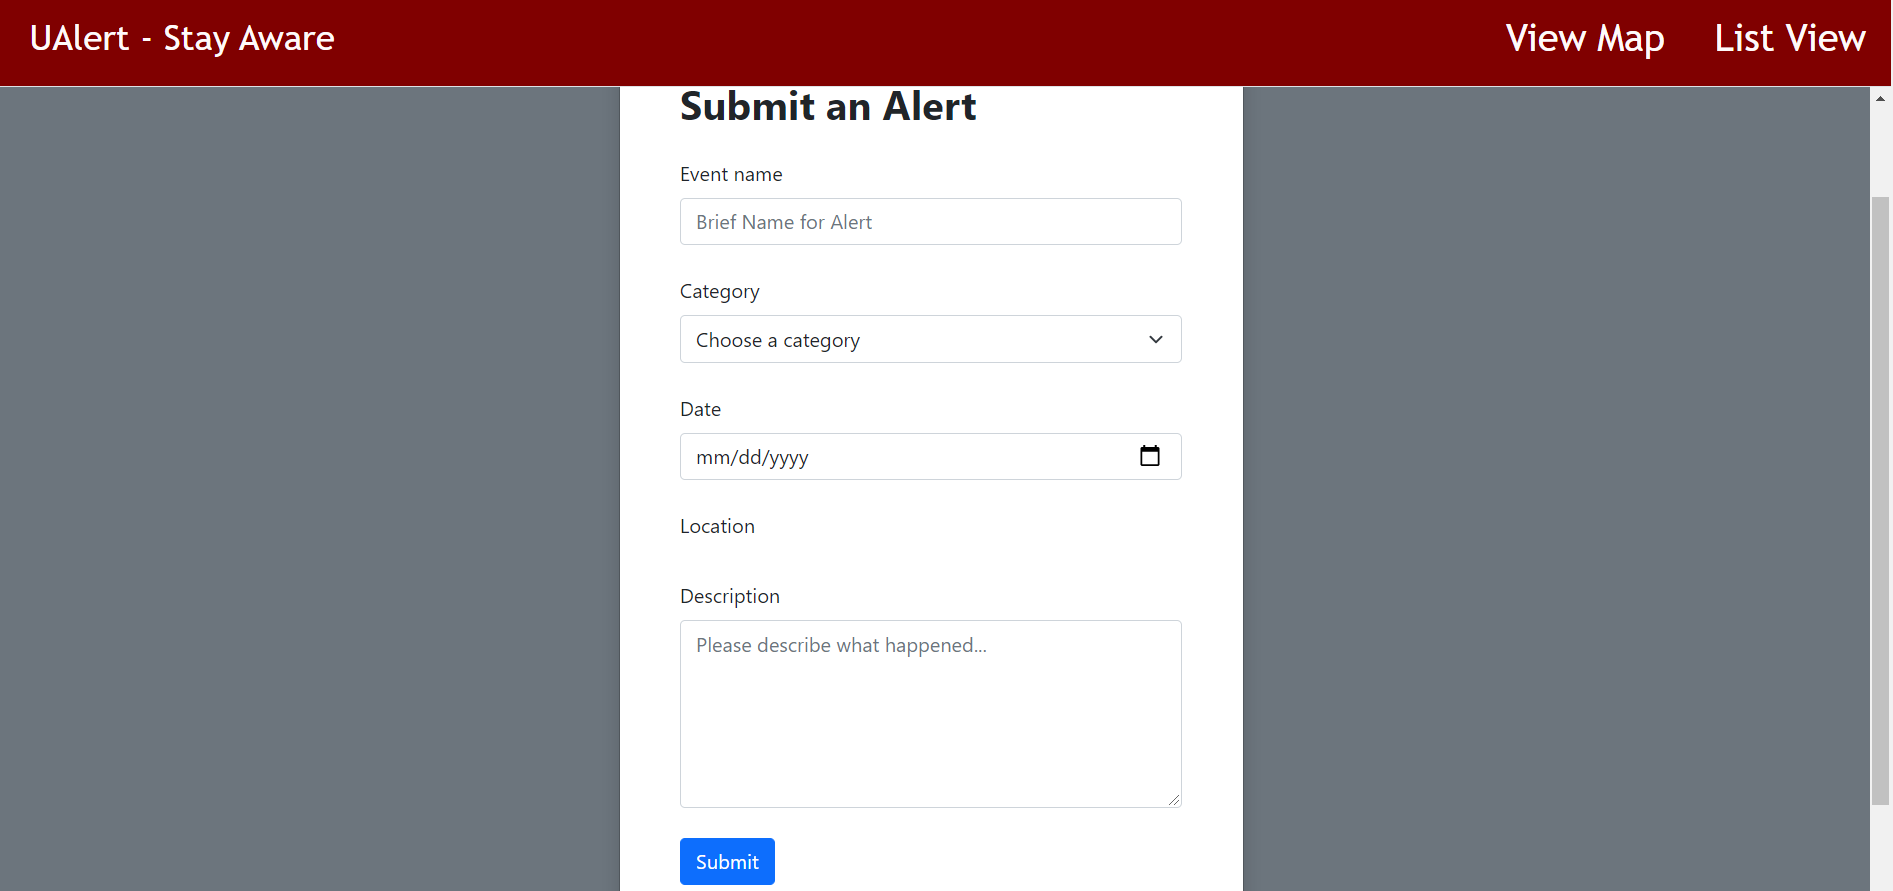 UAlert - Stay Aware
View Map
List View
Submit an Alert
Event name
Brief Name for Alert
Category
Choose a category
Date
mm/dd/yyyy
Location
Description
Please describe what happened...
Submit